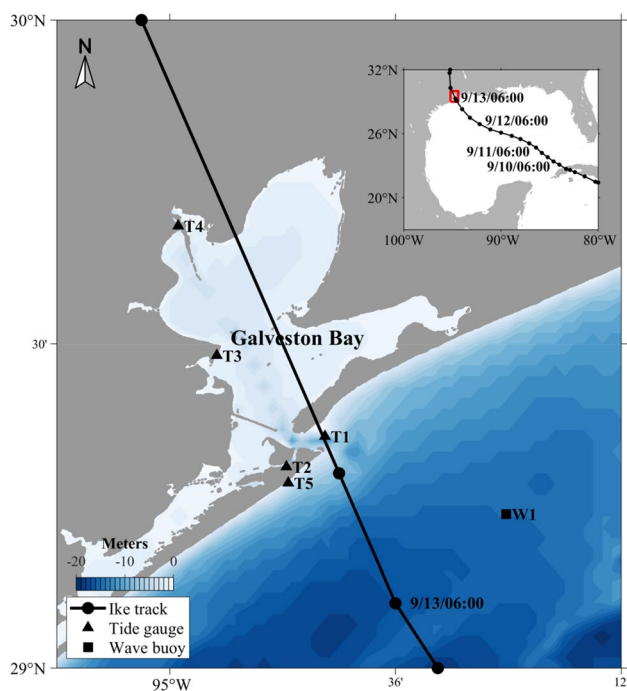 30°N
N
32°N
9/13/06:00
9/12/06:00
26°N
9/11/06:00
9/10/06:00
20°N
100°W
90°W
80°W
T4
30'
Galveston Bay
T3
T1
T2
T5
W1
Meters
-20
-10
0
Ike track
Tide gauge
Wave buoy
9/13/06:00
29°N
95°W
36'
12'